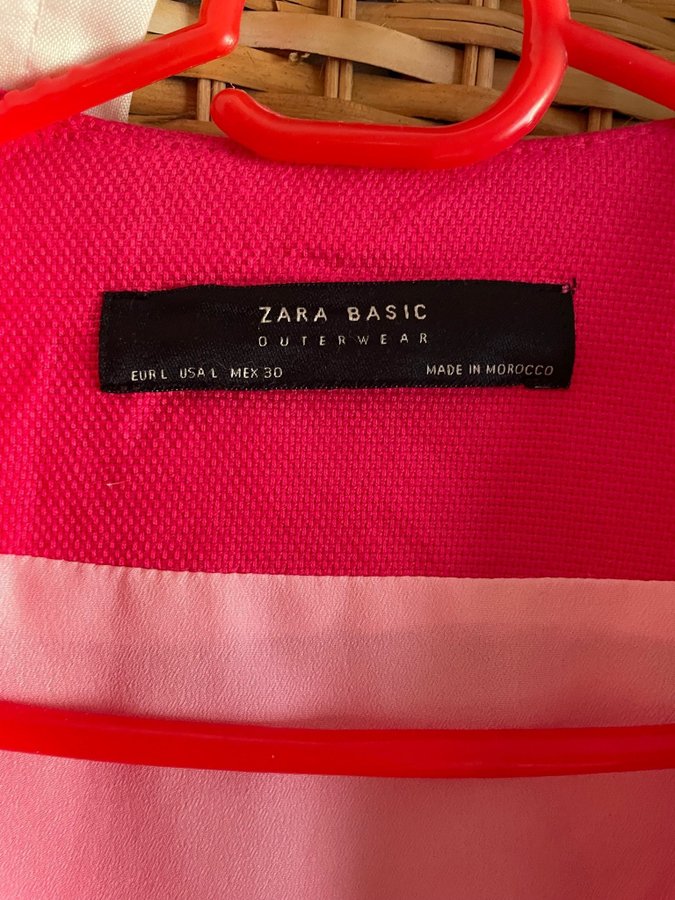 ZARA BASIC
OUTERWEAR
EUR L USA L MEX 30 MADE IN MOROCCO